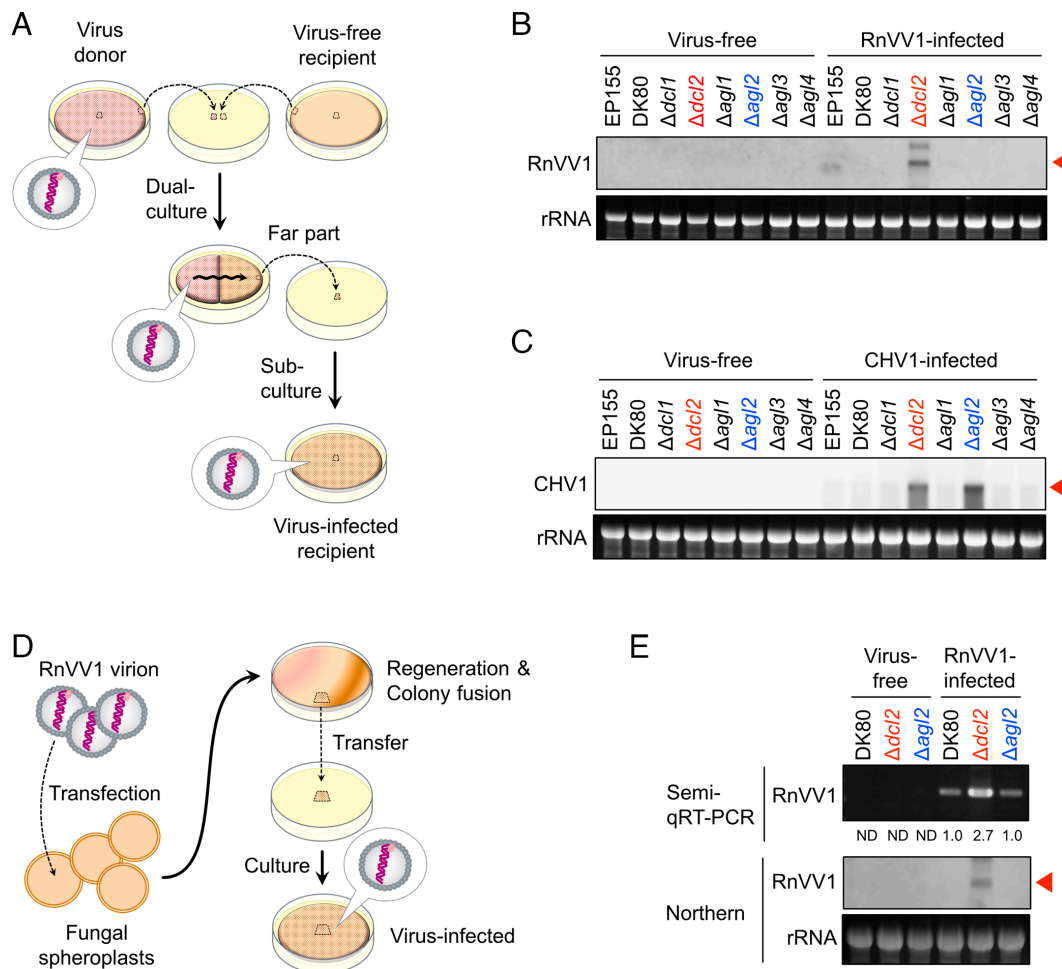 A
Virus
donor
Virus-free
recipient
Dual-
culture
Far part
Sub-
culture
Virus-infected
recipient
B
Virus-free
RnVV1-infected
EP155 DK80 Δdcl1 Δdcl2 Δagl1 Δagl2 Δagl3 Δagl4 EP155 DK80 Δdcl1 Δdcl2 Δagl1 Δagl2 Δagl3 Δagl4
RnVV1
rRNA
C
Virus-free
CHV1-infected
EP155 DK80 Δdcl1 Δdcl2 Δagl1 Δagl2 Δagl3 Δagl4 EP155 DK80 Δdcl1 Δdcl2 Δagl1 Δagl2 Δagl3 Δagl4
CHV1
rRNA
D
RnVV1 virion
Transfection
Fungal
spheroplasts
Regeneration &
Colony fusion
Transfer
Culture
Virus-infected
E
Virus-
free
RnVV1-
infected
DK80 Δdcl2 Δagl2 DK80 Δdcl2 Δagl2
Semi-
qRT-PCR
RnVV1
ND ND ND 1.0 2.7 1.0
Northern
RnVV1
rRNA